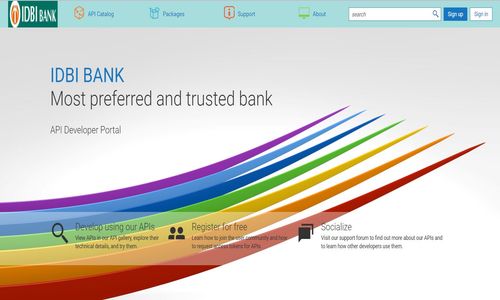 IDBI BANK
API Catalog
Packages
Support
About
search
Sign up
Sign in
IDBI BANK
Most preferred and trusted bank
API Developer Portal
Develop using our APIs
View APIs in our API gallery, explore their
technical details, and try them.
Register for free
Learn how to join the user community and how
to request access tokens for APIs.
Socialize
Visit our support forum to find out more about our APIs and
to learn how other developers use them.